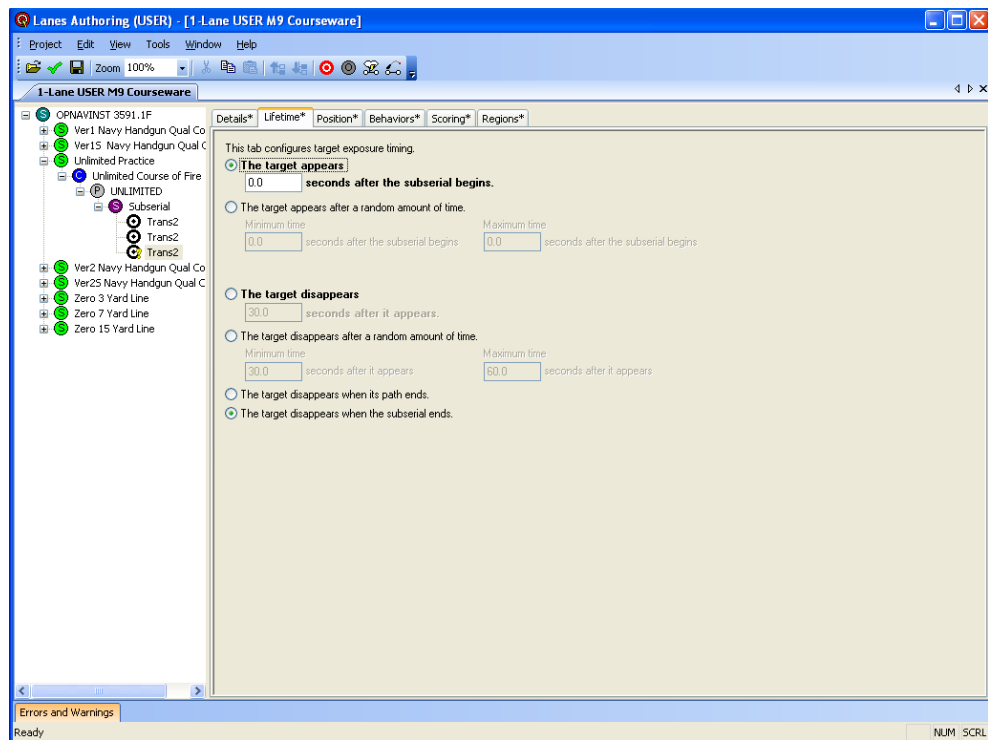 Lanes Authoring (USER) - [1-Lane USER M9 Courseware]
Project Edit View Tools Window Help
Zoom 100%
1-Lane USER M9 Courseware
OPNAVINST 3591.1F
Ver1 Navy Handgun Qual Co
Ver1S Navy Handgun Qual C
Unlimited Practice
C Unlimited Course of Fire
P UNLIMITED
S Subserial
Trans2
Trans2
Trans2
Ver2 Navy Handgun Qual Co
Ver2S Navy Handgun Qual C
Zero 3 Yard Line
Zero 7 Yard Line
Zero 15 Yard Line
Details* Lifetime* Position* Behaviors* Scoring* Regions*
This tab configures target exposure timing.
The target appears
0.0 seconds after the subserial begins.
The target appears after a random amount of time.
Minimum time Maximum time
0.0 seconds after the subserial begins 0.0 seconds after the subserial begins
The target disappears
30.0 seconds after it appears.
The target disappears after a random amount of time.
Minimum time Maximum time
30.0 seconds after it appears 60.0 seconds after it appears
The target disappears when its path ends.
The target disappears when the subserial ends.
Errors and Warnings
Ready NUM SCRL